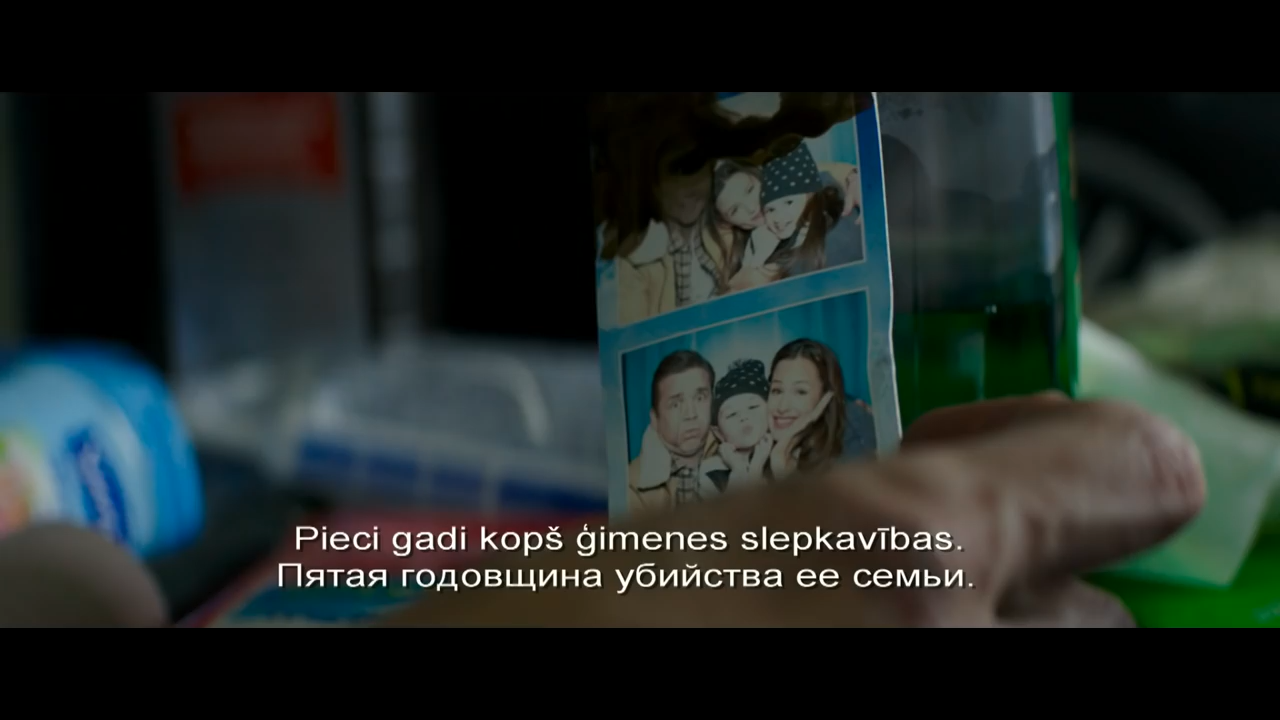 Pieci gadi kopš ģimenes slepkavības.
Пятая годовщина убийства ее семьи.